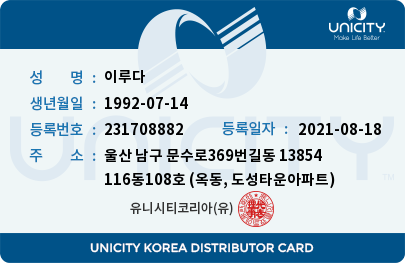 UNICITY
Make Life Better
성 명 : 이루다
생년월일 : 1992-07-14
등록번호 : 231708882 등록일자 : 2021-08-18
주 소 : 울산 남구 문수로369번길동 13854
116동108호 (옥동, 도성타운아파트)
유니시티코리아(유)
UNICITY
UNICITY KOREA DISTRIBUTOR CARD